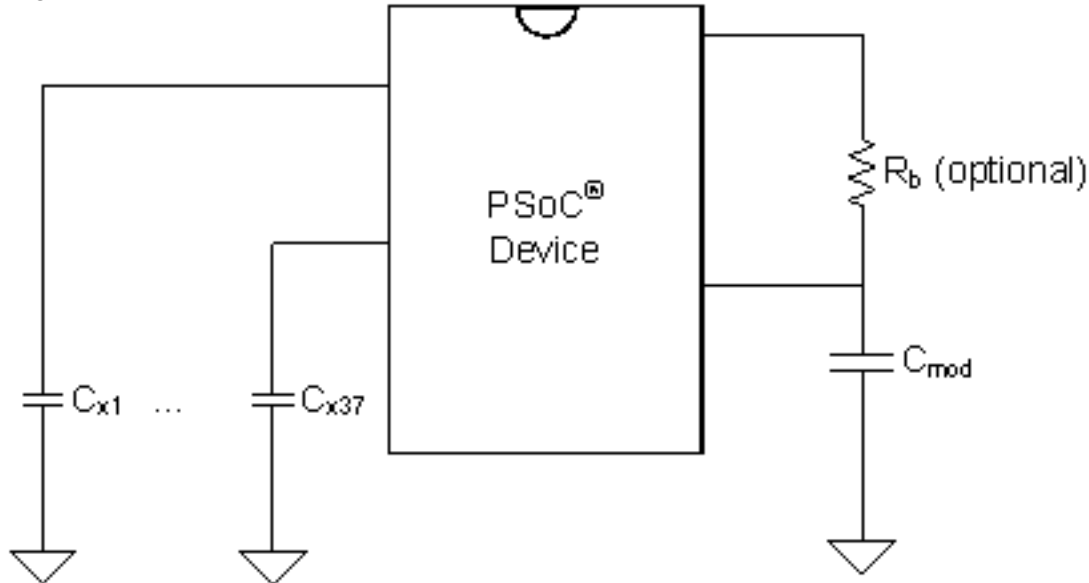 PSoC®
Device
Rb (optional)
Cx1 ... Cx37
Cmod